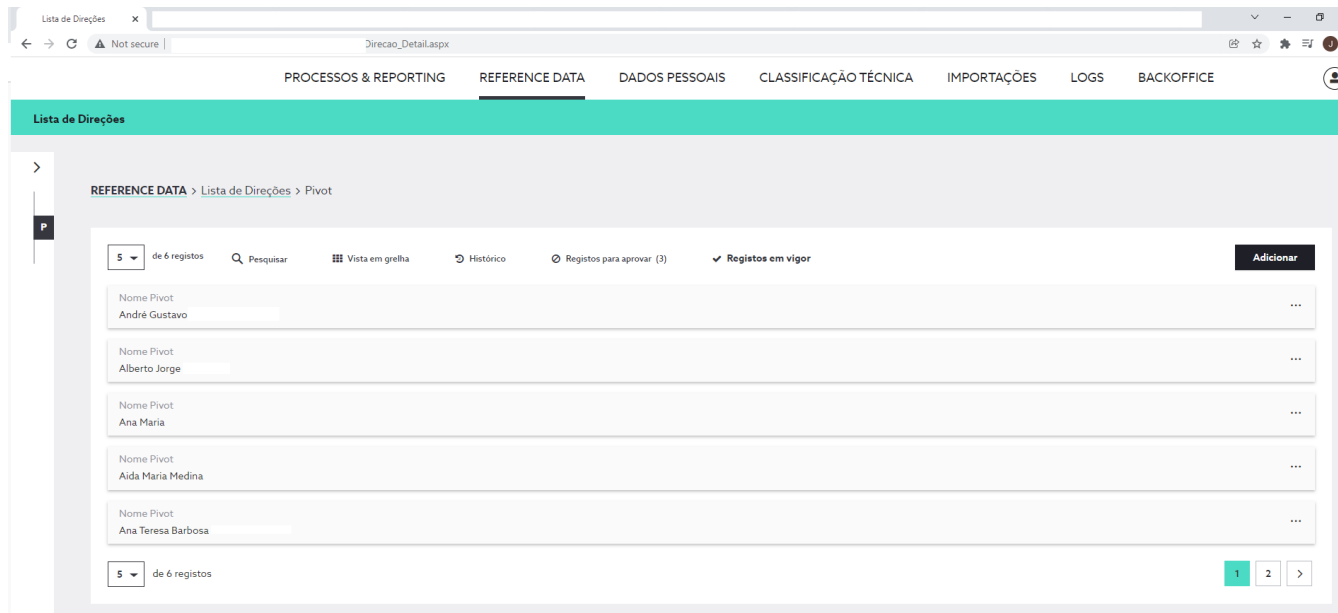 Lista de Direções
Not secure
Direcao_Detail.aspx
J
PROCESSOS & REPORTING REFERENCE DATA DADOS PESSOAIS CLASSIFICAÇÃO TÉCNICA IMPORTAÇÕES LOGS BACKOFFICE
Lista de Direções
REFERENCE DATA > Lista de Direções > Pivot
P
5 de 6 registos Pesquisar Vista em grelha Histórico Registos para aprovar (3) Registos em vigor Adicionar
Nome Pivot
André Gustavo
Nome Pivot
Alberto Jorge
Nome Pivot
Ana Maria
Nome Pivot
Aida Maria Medina
Nome Pivot
Ana Teresa Barbosa
5 de 6 registos 1 2 >